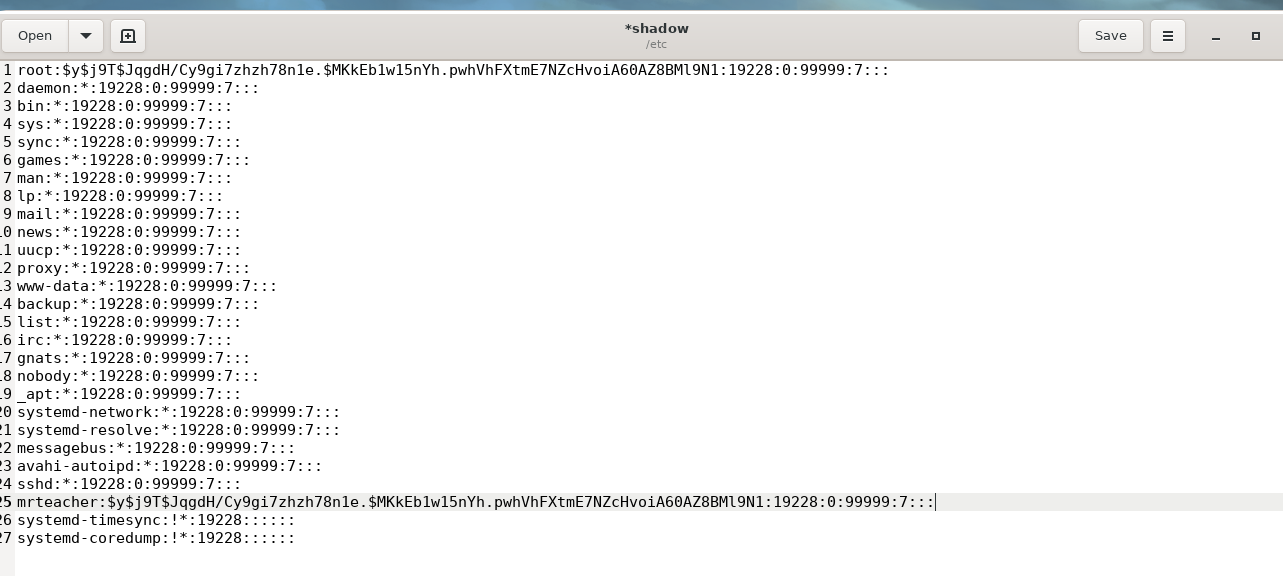 Open
*shadow
/etc
Save
1 root:$y$j9T$JqgdH/Cy9gi7zhzh78n1e.$MKkEb1w15nYh.pwhVhFXtmE7NZcHvoiA60AZ8BMl9N1:19228:0:99999:7:::
2 daemon:*:19228:0:99999:7:::
3 bin:*:19228:0:99999:7:::
4 sys:*:19228:0:99999:7:::
5 sync:*:19228:0:99999:7:::
6 games:*:19228:0:99999:7:::
7 man:*:19228:0:99999:7:::
8 lp:*:19228:0:99999:7:::
9 mail:*:19228:0:99999:7:::
10 news:*:19228:0:99999:7:::
11 uucp:*:19228:0:99999:7:::
12 proxy:*:19228:0:99999:7:::
13 www-data:*:19228:0:99999:7:::
14 backup:*:19228:0:99999:7:::
15 list:*:19228:0:99999:7:::
16 irc:*:19228:0:99999:7:::
17 gnats:*:19228:0:99999:7:::
18 nobody:*:19228:0:99999:7:::
19 _apt:*:19228:0:99999:7:::
20 systemd-network:*:19228:0:99999:7:::
21 systemd-resolve:*:19228:0:99999:7:::
22 messagebus:*:19228:0:99999:7:::
23 avahi-autoipd:*:19228:0:99999:7:::
24 sshd:*:19228:0:99999:7:::
25 mrteacher:$y$j9T$JqgdH/Cy9gi7zhzh78n1e.$MKkEb1w15nYh.pwhVhFXtmE7NZcHvoiA60AZ8BMl9N1:19228:0:99999:7:::
26 systemd-timesync:!*:19228::::::
27 systemd-coredump:!*:19228::::::